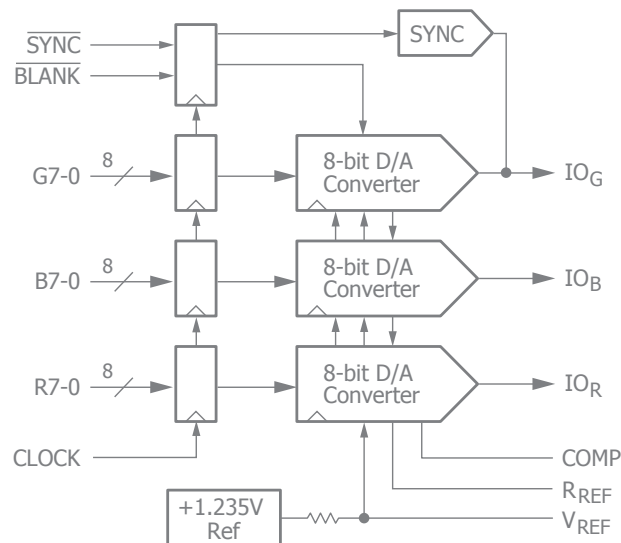 SYNC
SYNC
BLANK
G7-0
8
8-bit D/A
Converter
IOG
B7-0
8
8-bit D/A
Converter
IOB
R7-0
8
8-bit D/A
Converter
IOR
CLOCK
COMP
RREF
+1.235V
Ref
VREF